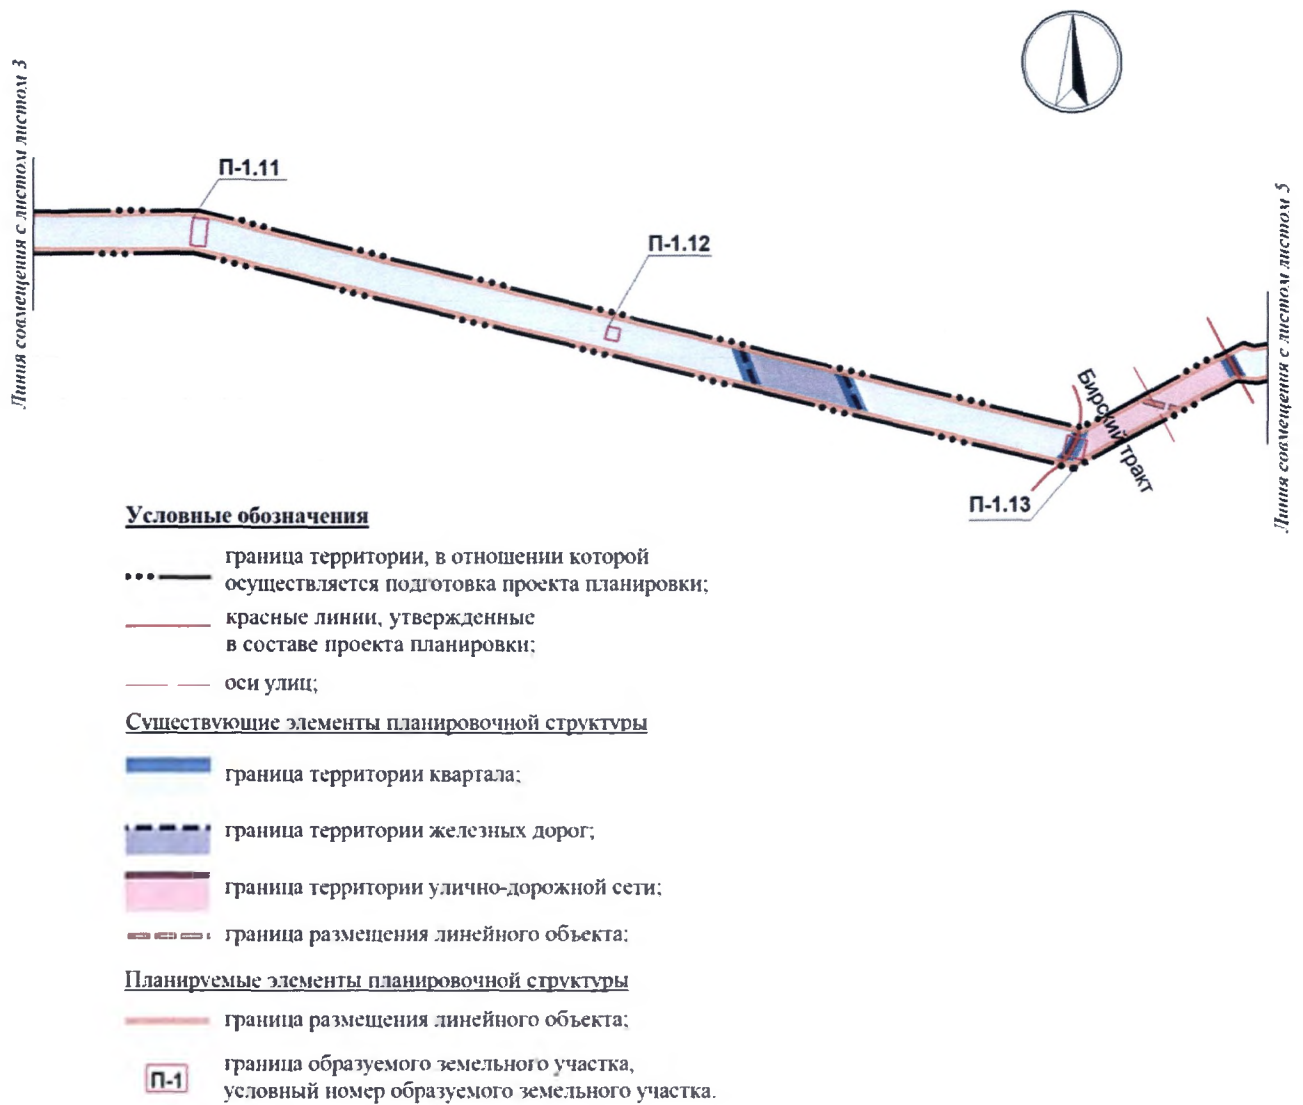 Линия совмещения с листом 3
П-1.11
П-1.12
Бирский тракт
П-1.13
Линия совмещения с листом 5
Условные обозначения
граница территории, в отношении которой
осуществляется подготовка проекта планировки;
красные линии, утвержденные
в составе проекта планировки;
оси улиц;
Существующие элементы планировочной структуры
граница территории квартала;
граница территории железных дорог;
граница территории улично-дорожной сети;
граница размещения линейного объекта;
Планируемые элементы планировочной структуры
граница размещения линейного объекта;
П-1
граница образуемого земельного участка,
условный номер образуемого земельного участка.